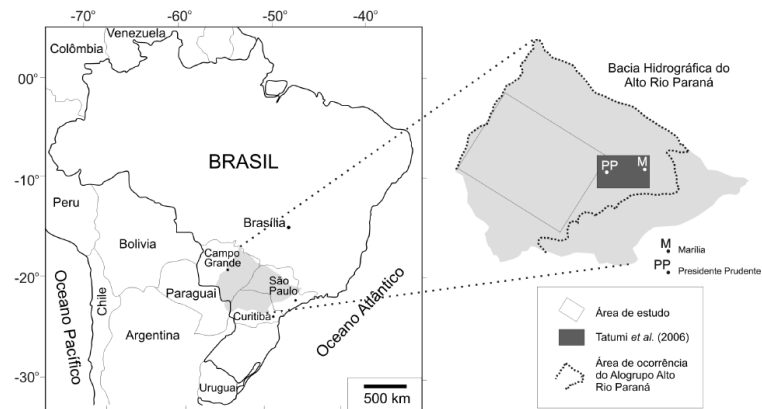 -70°
-60°
-50°
-40°
Venezuela
Colômbia
00°
BRASIL
-10°
Peru
Brasília
Bolivia
Campo
Grande
-20°
São
Paulo
Paraguai
Chile
Curitiba
Oceano Pacífico
Oceano Atlântico
Argentina
-30°
Uruguai
500 km
Bacia Hidrográfica do
Alto Rio Paraná
PP
M
M
Marília
PP
Presidente Prudente
Área de estudo
Tatumi et al. (2006)
Área de ocorrência
do Alogrupo Alto
Rio Paraná